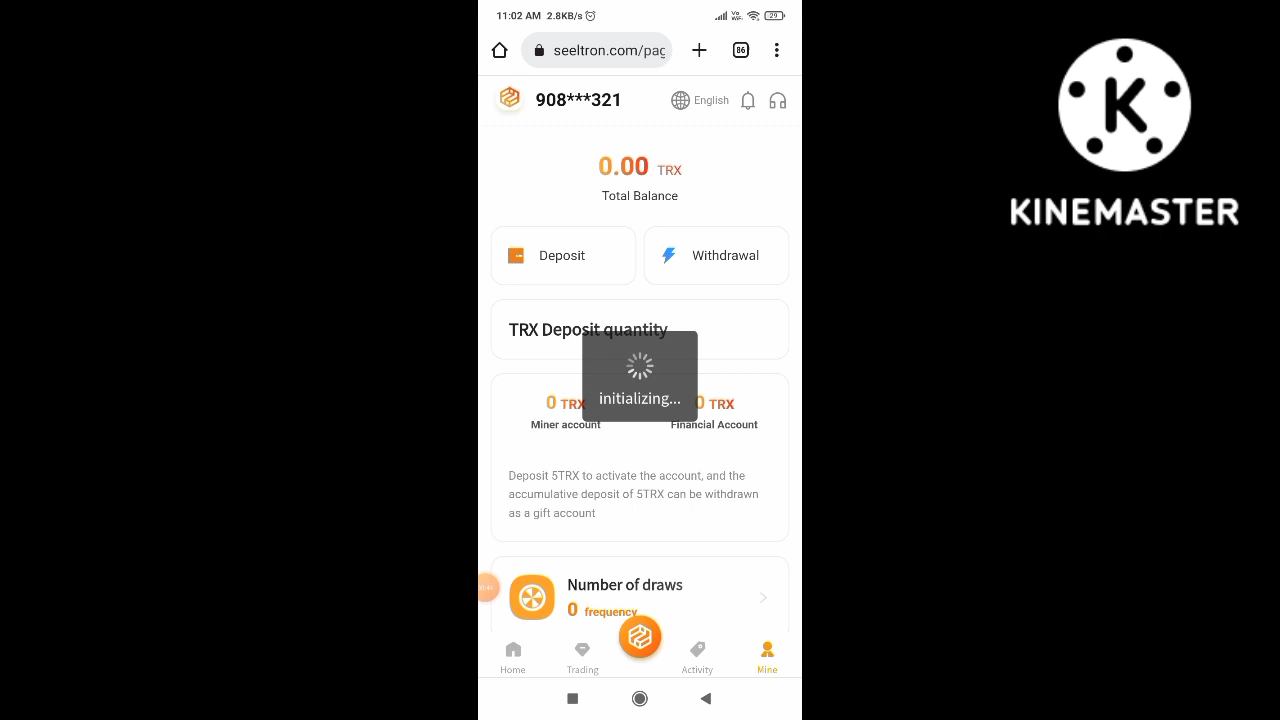 11:02 AM 2.8KB/s
Vo
WiFi
29
seeltron.com/pag
86
908***321
English
0.00 TRX
Total Balance
Deposit
Withdrawal
TRX Deposit quantity
initializing...
0 TRX
0 TRX
Miner account
Financial Account
Deposit 5TRX to activate the account, and the
accumulative deposit of 5TRX can be withdrawn
as a gift account
Number of draws
0 frequency
Home
Trading
Activity
Mine
K
KINEMASTER